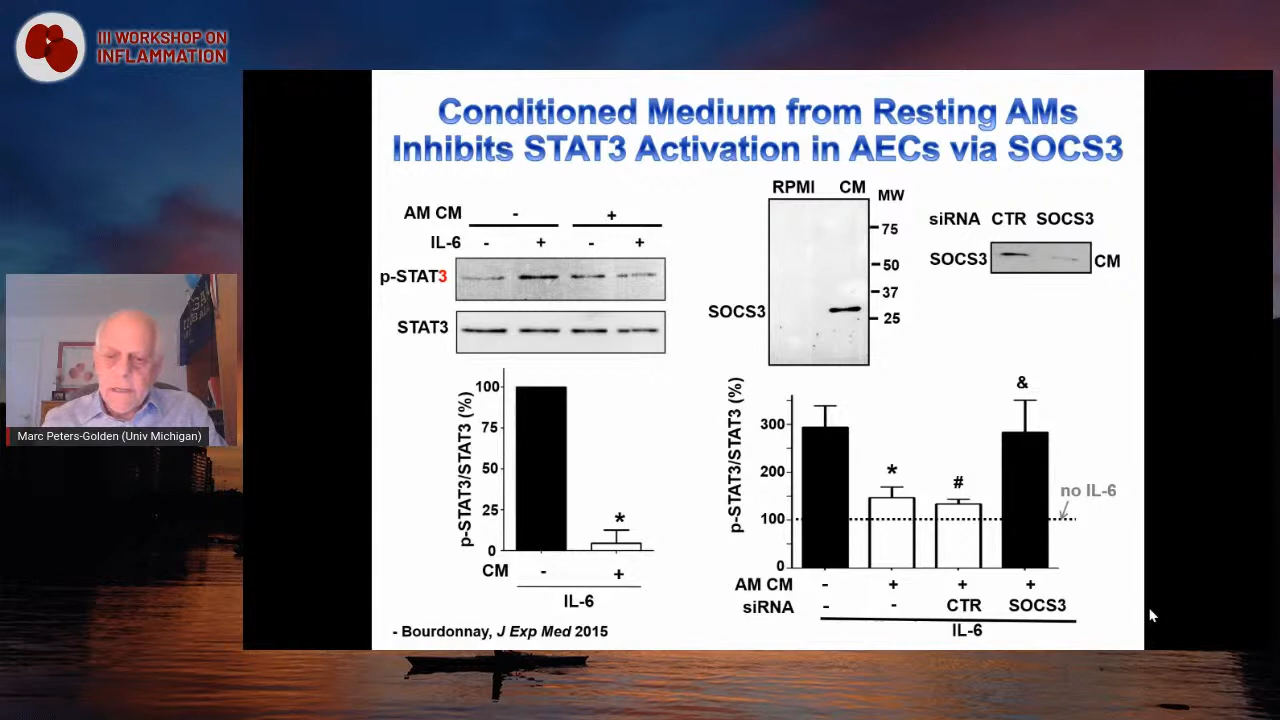 III WORKSHOP ON
INFLAMMATION
Conditioned Medium from Resting AMs
Inhibits STAT3 Activation in AECs via SOCS3
AM CM - +
IL-6 - + - +
p-STAT3
STAT3
p-STAT3/STAT3 (%)
100
75
50
25
0
*
CM - +
IL-6
- Bourdonnay, J Exp Med 2015
RPMI CM MW
75
50
37
25
SOCS3
siRNA CTR SOCS3
SOCS3 CM
p-STAT3/STAT3 (%)
300
200
100
0
* # &
no IL-6
AM CM - + + +
siRNA - - CTR SOCS3
IL-6
Marc Peters-Golden (Univ Michigan)